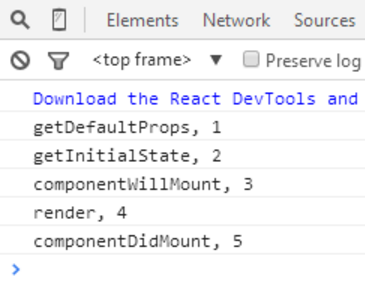 Elements Network Sources
<top frame> ▼ Preserve log
Download the React DevTools and
getDefaultProps, 1
getInitialState, 2
componentWillMount, 3
render, 4
componentDidMount, 5
>